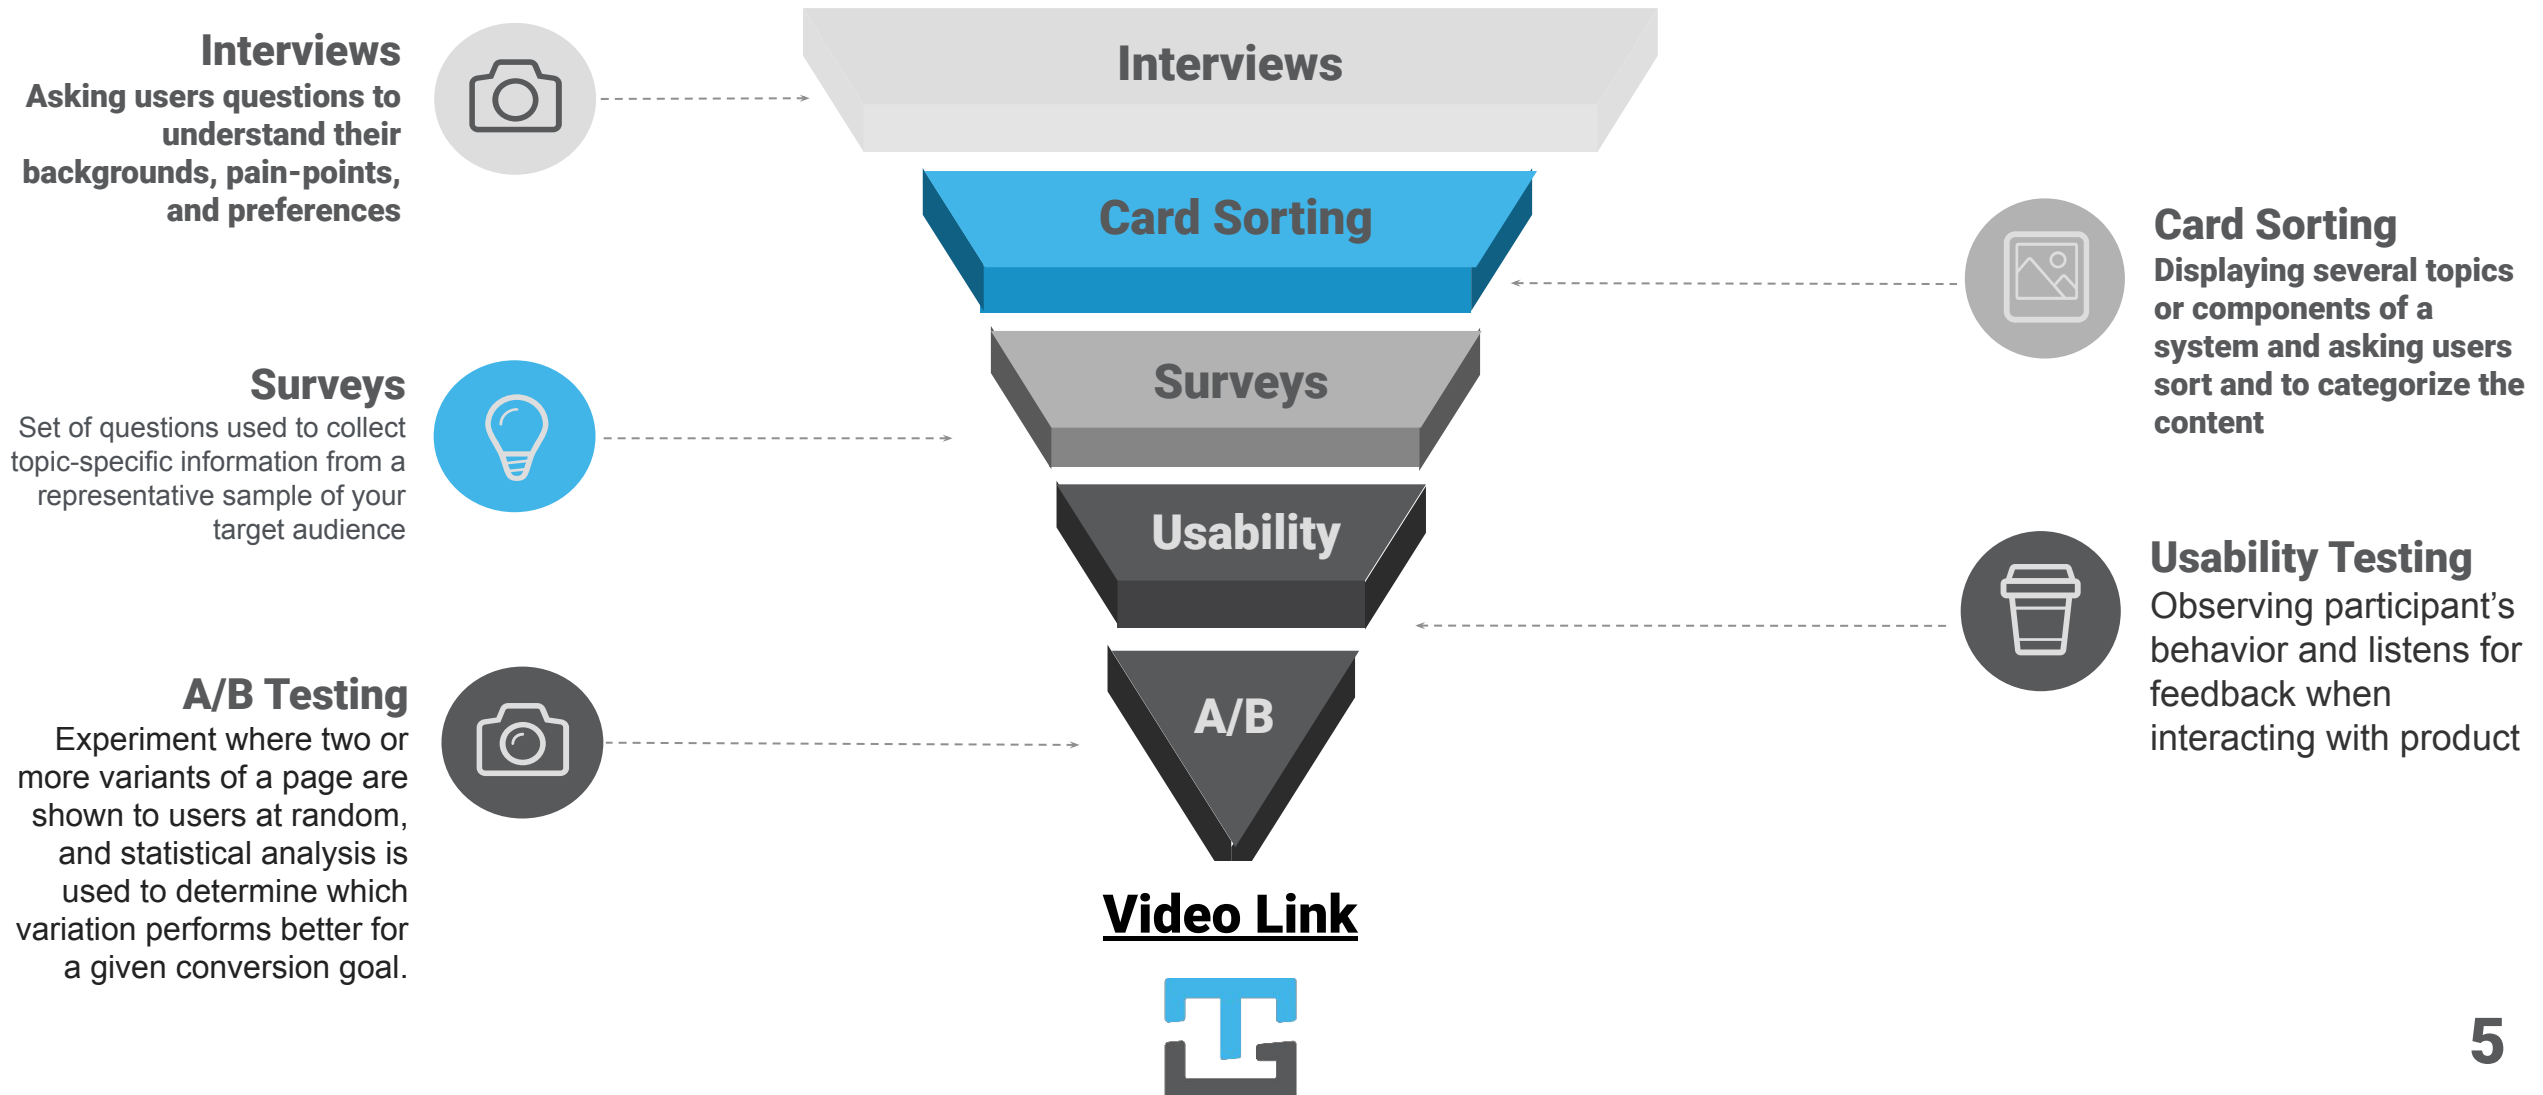 Interviews
Asking users questions to
understand their
backgrounds, pain-points,
and preferences
Interviews
Card Sorting
Card Sorting
Displaying several topics
or components of a
system and asking users
sort and to categorize the
content
Surveys
Set of questions used to collect
topic-specific information from a
representative sample of your
target audience
Surveys
Usability
Usability Testing
Observing participant’s
behavior and listens for
feedback when
interacting with product
A/B Testing
Experiment where two or
more variants of a page are
shown to users at random,
and statistical analysis is
used to determine which
variation performs better for
a given conversion goal.
A/B
Video Link
5